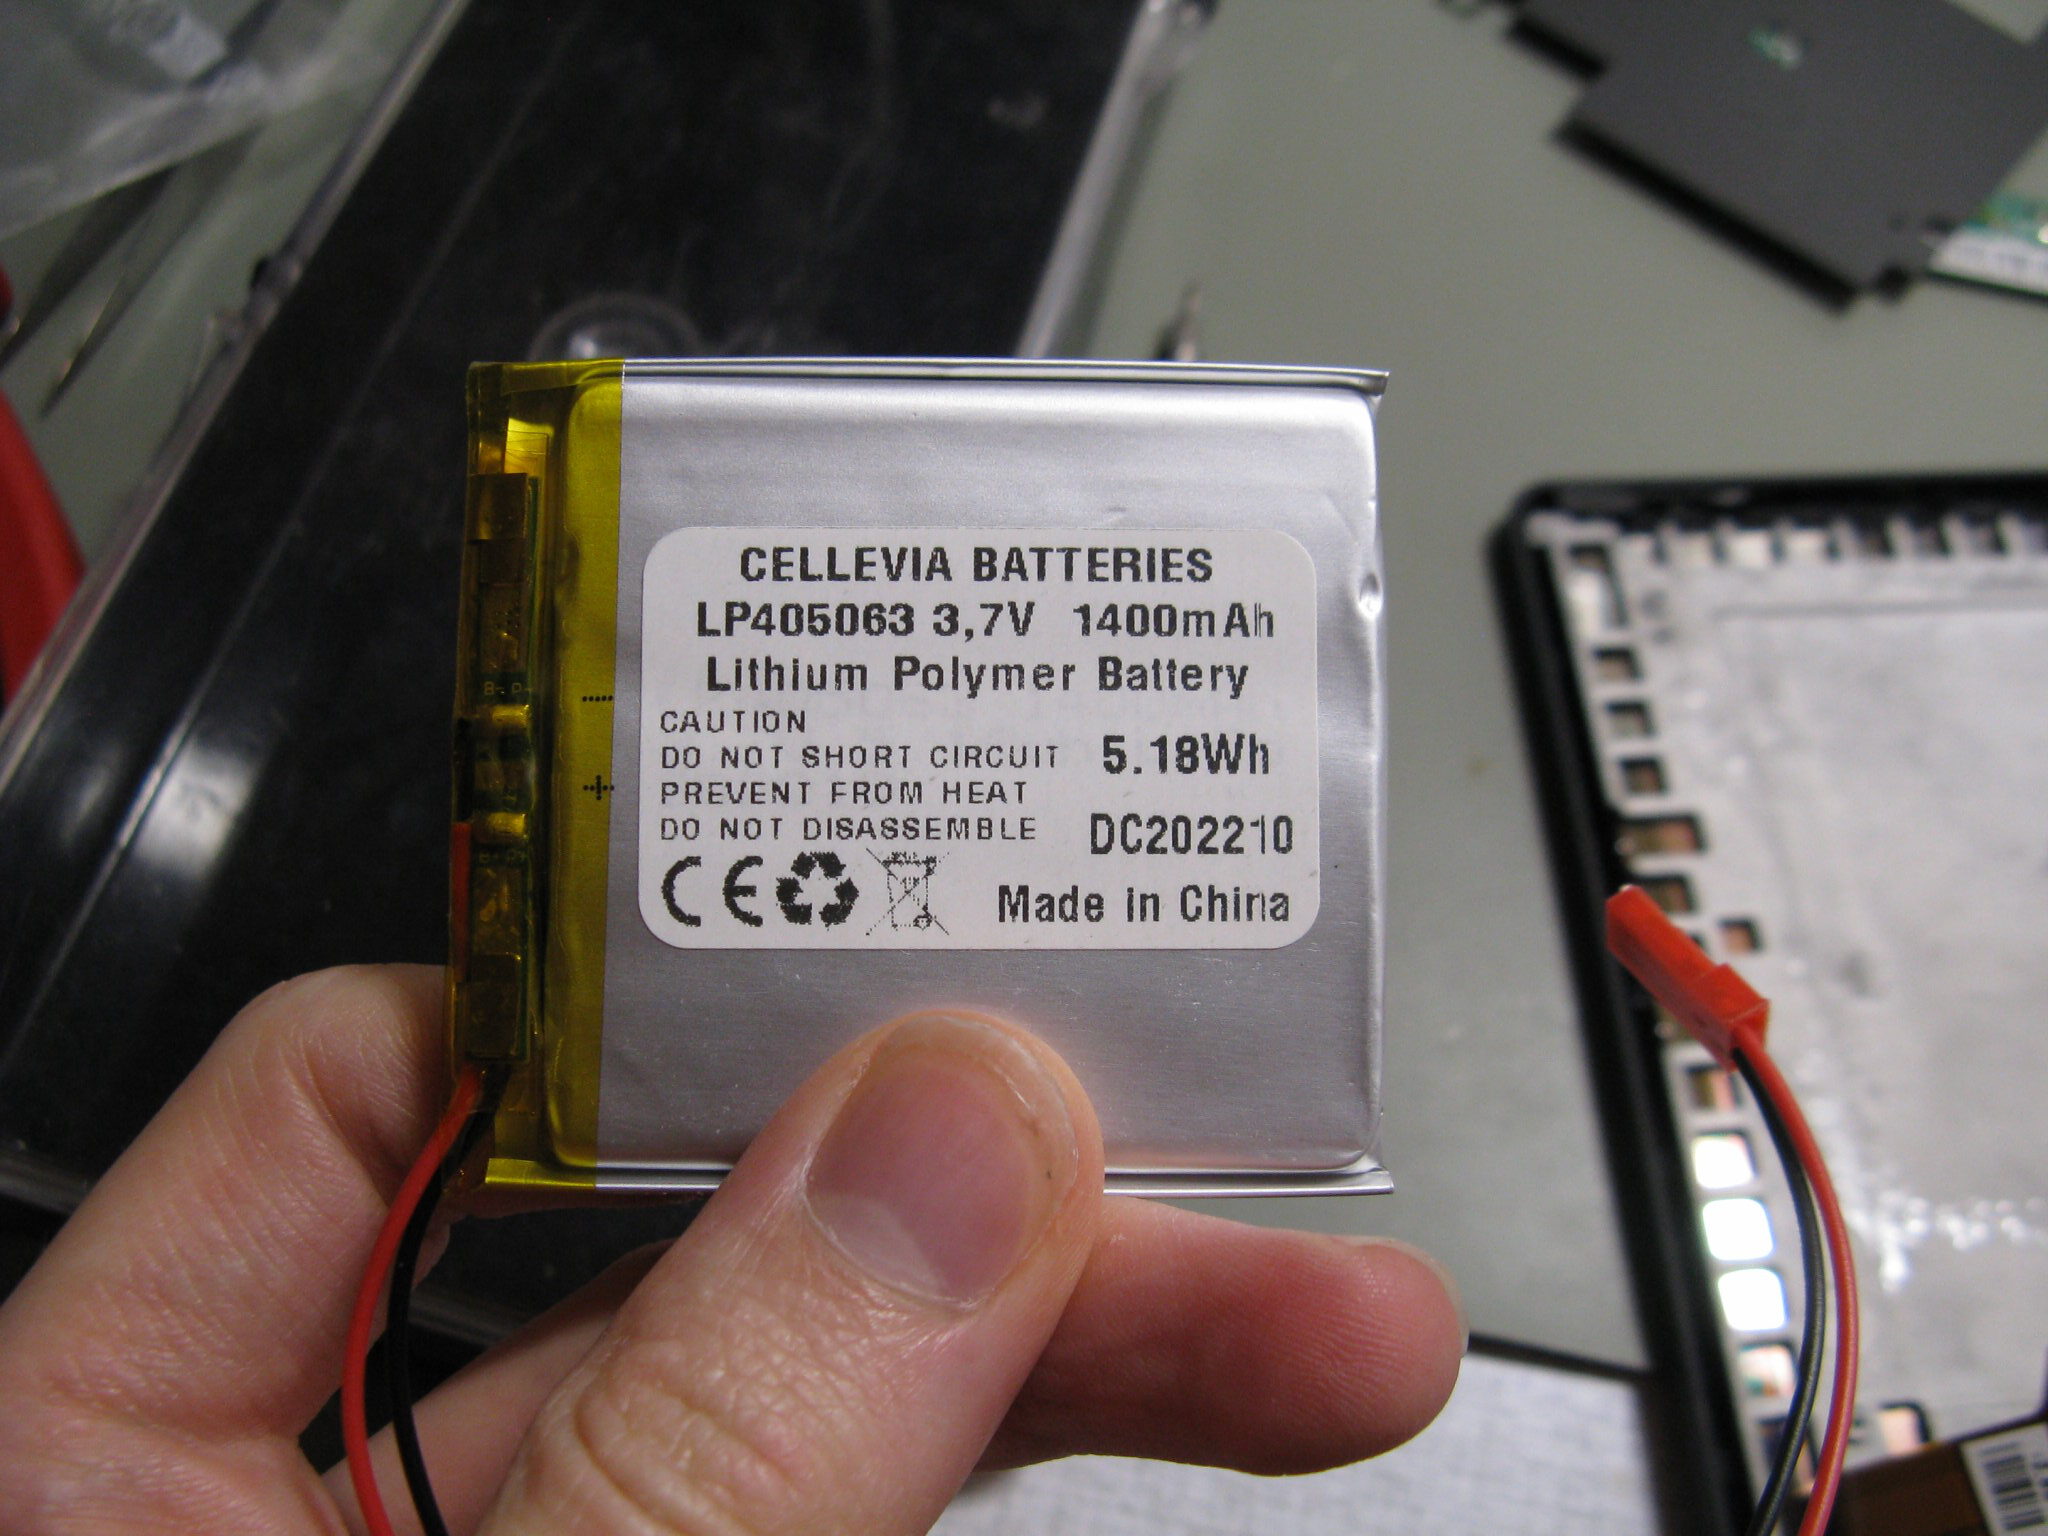 CELLEVIA BATTERIES
LP405063 3,7V 1400mAh
Lithium Polymer Battery
CAUTION
DO NOT SHORT CIRCUIT 5.18Wh
PREVENT FROM HEAT
DO NOT DISASSEMBLE DC202210
CE Made in China
B- P-
- 
+